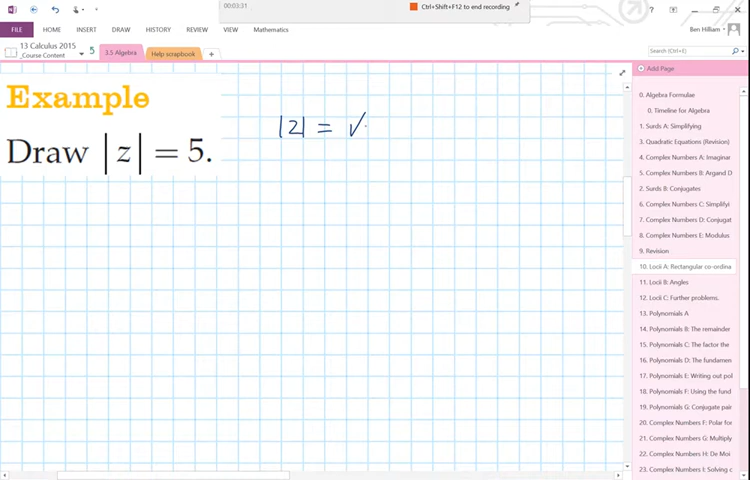 00:03:31
Ctrl+Shift+F12 to end recording
FILE HOME INSERT DRAW HISTORY REVIEW VIEW Mathematics
Ben Hilliam
13 Calculus 2015
_Course Content
5
3.5 Algebra
Help scrapbook
Search (Ctrl+E)
Add Page
Example
Draw |z| = 5.
|z| = √
0. Algebra Formulae
0. Timeline for Algebra
1. Surds A: Simplifying
3. Quadratic Equations (Revision)
4. Complex Numbers A: Imaginar
5. Complex Numbers B: Argand D
2. Surds B: Conjugates
6. Complex Numbers C: Simplifyi
7. Complex Numbers D: Conjugat
8. Complex Numbers E: Modulus
9. Revision
10. Locii A: Rectangular co-ordina
11. Locii B: Angles
12. Locii C: Further problems.
13. Polynomials A
14. Polynomials B: The remainder
15. Polynomials C: The factor the
16. Polynomials D: The fundamen
17. Polynomials E: Writing out pol
18. Polynomials F: Using the fund
19. Polynomials G: Conjugate pair
20. Complex Numbers F: Polar for
21. Complex Numbers G: Multiply
22. Complex Numbers H: De Moi
23. Complex Numbers I: Solving c